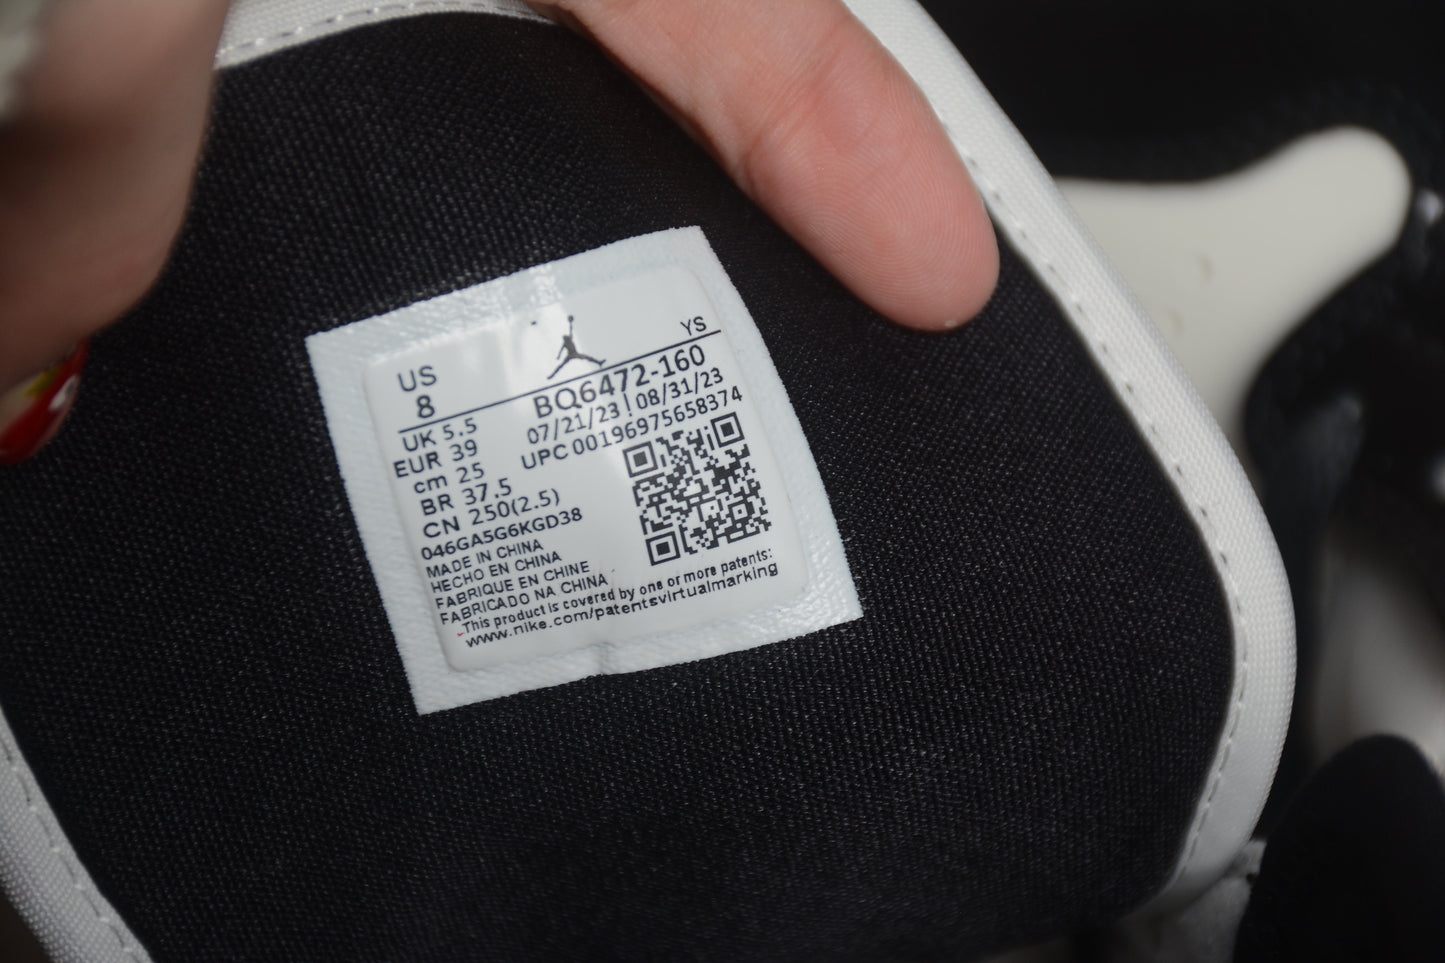 US
8
YS
BQ6472-160
07/21/23 | 08/31/23
UPC 00196975658374
UK 5.5
EUR 39
cm 25
BR 37.5
CN 250(2.5)
046GA5G6KGD38
MADE IN CHINA
HECHO EN CHINA
FABRIQUE EN CHINE
FABRICADO NA CHINA
This product is covered by one or more patents:
www.nike.com/patentsvirtualmarking